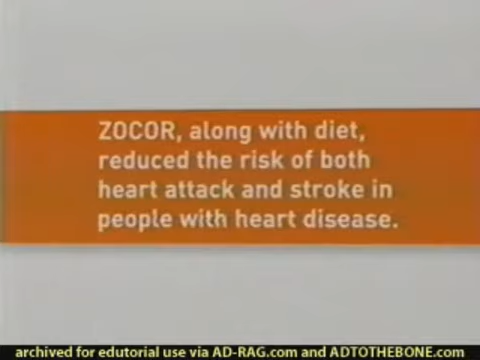 ZOCOR, along with diet,
reduced the risk of both
heart attack and stroke in
people with heart disease.
archived for edutorial use via AD-RAG.com and ADTOTHEBONE.com